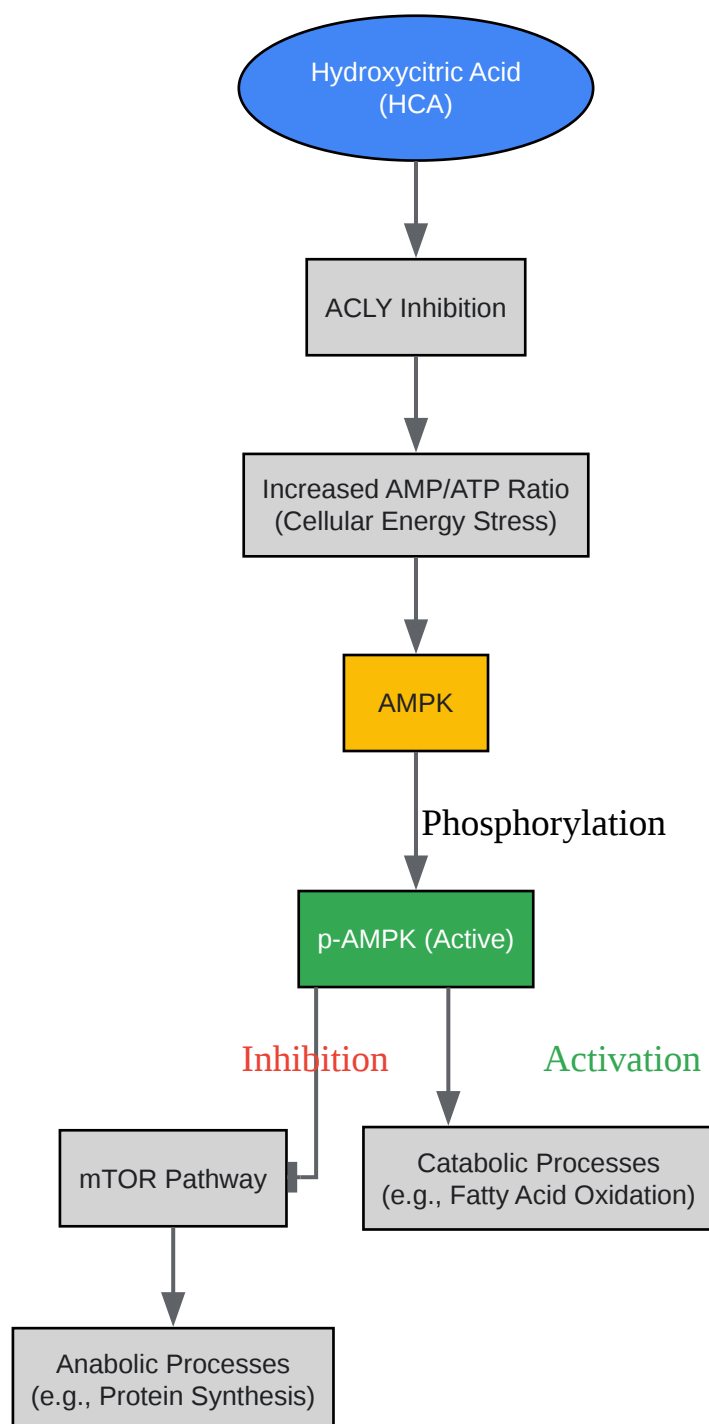 Hydroxycitric Acid
(HCA)
ACLY Inhibition
Increased AMP/ATP Ratio
(Cellular Energy Stress)
AMPK
Phosphorylation
p-AMPK (Active)
Inhibition
Activation
mTOR Pathway
Catabolic Processes
(e.g., Fatty Acid Oxidation)
Anabolic Processes
(e.g., Protein Synthesis)